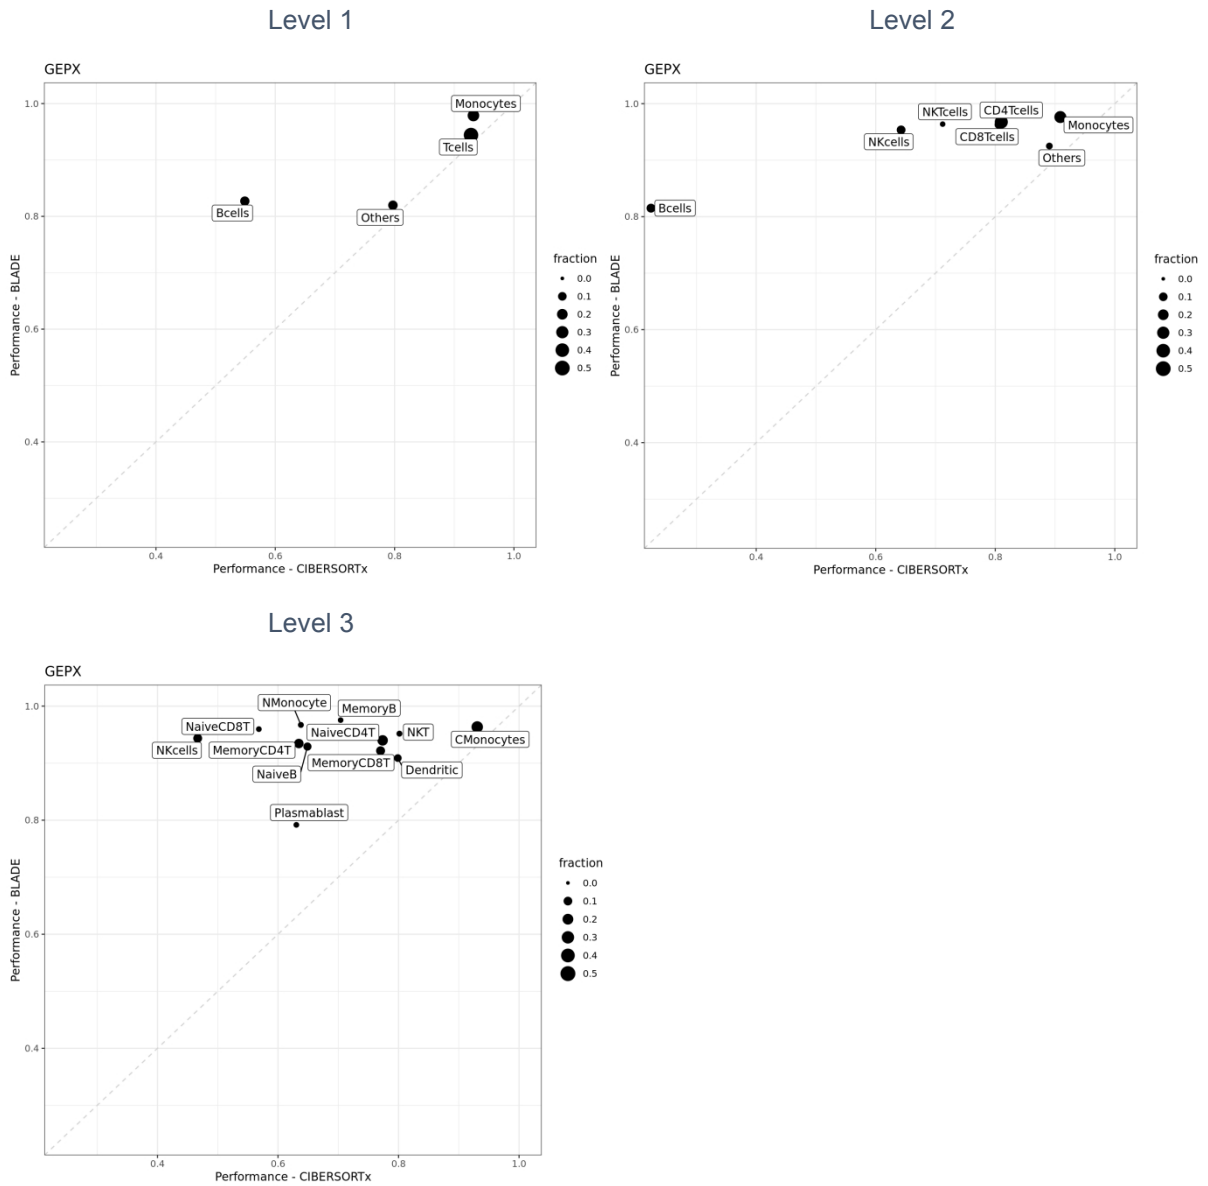 Level 1
GEPX
Monocytes
Tcells
Bcells
Others
1.0
0.8
0.6
0.4
Performance - BLADE
0.4
0.6
0.8
1.0
Performance - CIBERSORTx
fraction
0.0
0.1
0.2
0.3
0.4
0.5
Level 2
GEPX
NKTcells
CD4Tcells
NKcells
CD8Tcells
Monocytes
Others
Bcells
1.0
0.8
0.6
0.4
Performance - BLADE
0.4
0.6
0.8
1.0
Performance - CIBERSORTx
fraction
0.0
0.1
0.2
0.3
0.4
0.5
Level 3
GEPX
NMonocyte
MemoryB
NaiveCD8T
NaiveCD4T
NKT
NKcells
MemoryCD4T
CMonocytes
NaiveB
MemoryCD8T
Dendritic
Plasmablast
1.0
0.8
0.6
0.4
Performance - BLADE
0.4
0.6
0.8
1.0
Performance - CIBERSORTx
fraction
0.0
0.1
0.2
0.3
0.4
0.5